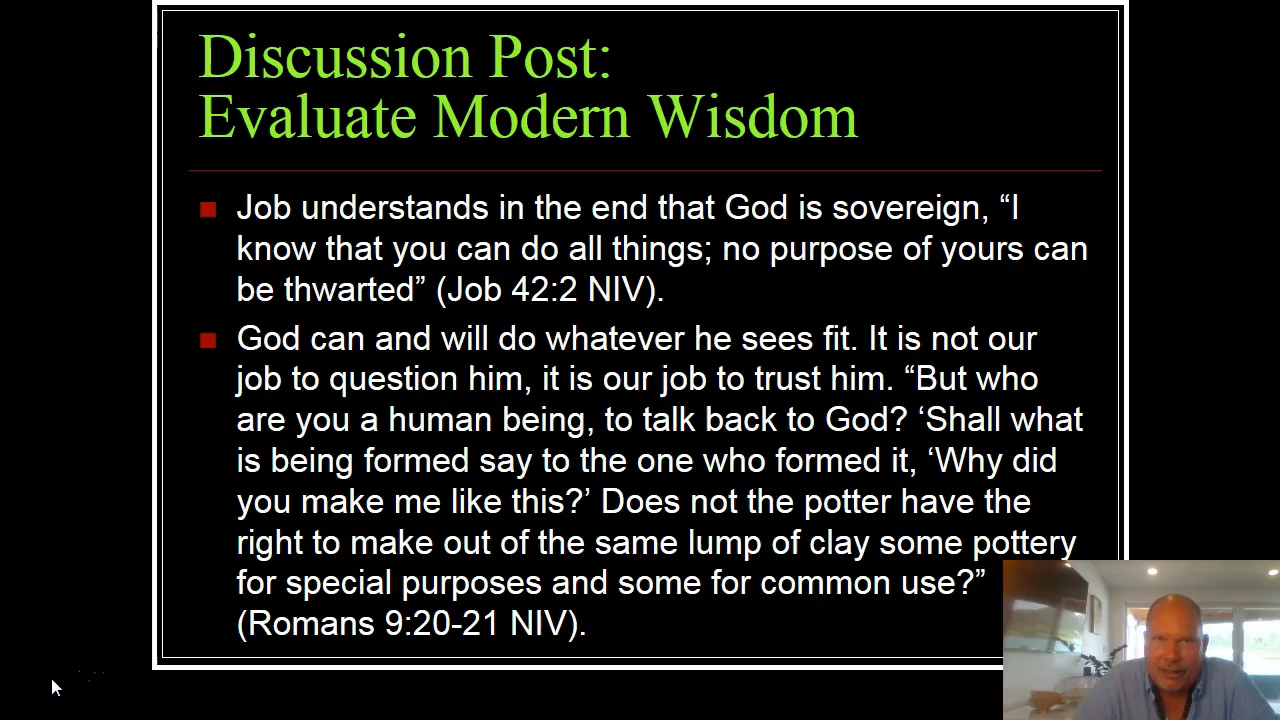 Discussion Post:
Evaluate Modern Wisdom
Job understands in the end that God is sovereign, “I
know that you can do all things; no purpose of yours can
be thwarted” (Job 42:2 NIV).
God can and will do whatever he sees fit. It is not our
job to question him, it is our job to trust him. “But who
are you a human being, to talk back to God? ‘Shall what
is being formed say to the one who formed it, ‘Why did
you make me like this?’ Does not the potter have the
right to make out of the same lump of clay some pottery
for special purposes and some for common use?”
(Romans 9:20-21 NIV).